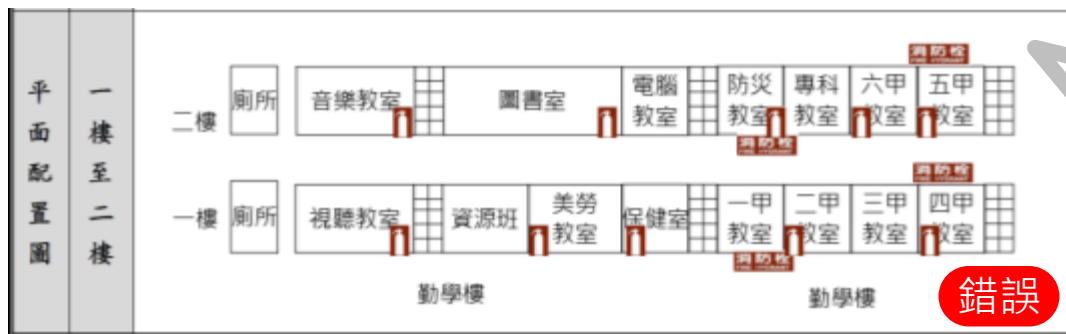 平面配置圖
一樓至二樓
消防栓
二樓
廁所
音樂教室
圖書室
電腦教室
防災教室
專科教室
六甲教室
五甲教室
消防栓
消防栓
一樓
廁所
視聽教室
資源班
美勞教室
保健室
一甲教室
二甲教室
三甲教室
四甲教室
消防栓
勤學樓
勤學樓
錯誤